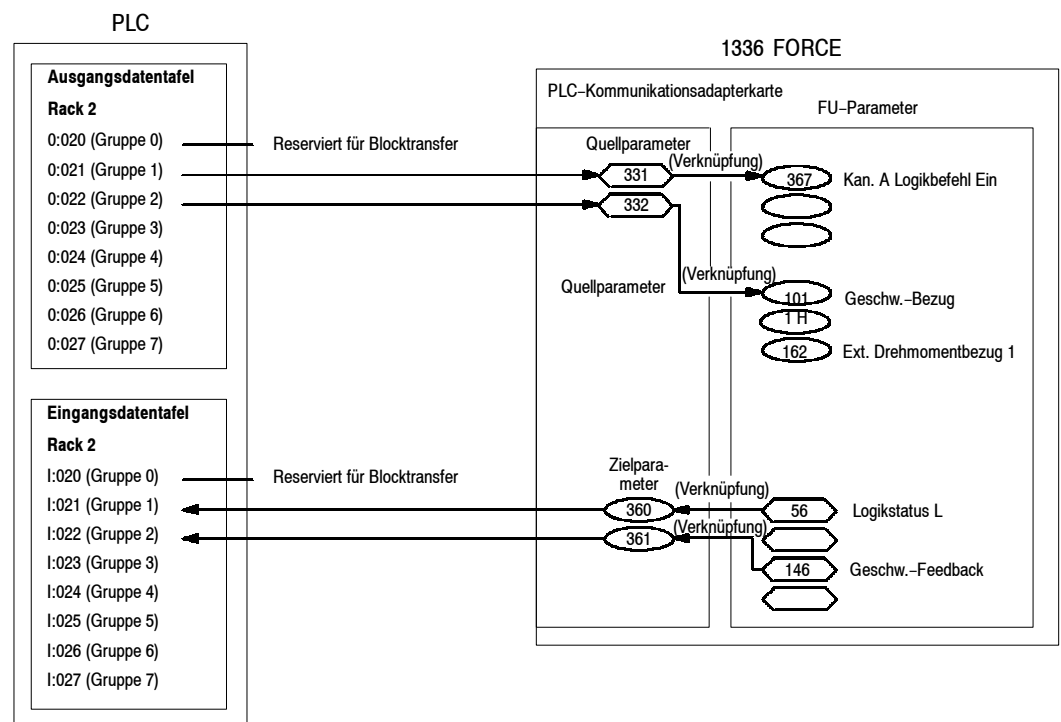 PLC
Ausgangsdatentafel
Rack 2
0:020 (Gruppe 0)
0:021 (Gruppe 1)
0:022 (Gruppe 2)
0:023 (Gruppe 3)
0:024 (Gruppe 4)
0:025 (Gruppe 5)
0:026 (Gruppe 6)
0:027 (Gruppe 7)
Reserviert für Blocktransfer
Eingangsdatentafel
Rack 2
I:020 (Gruppe 0)
I:021 (Gruppe 1)
I:022 (Gruppe 2)
I:023 (Gruppe 3)
I:024 (Gruppe 4)
I:025 (Gruppe 5)
I:026 (Gruppe 6)
I:027 (Gruppe 7)
Reserviert für Blocktransfer
1336 FORCE
PLC–Kommunikationsadapterkarte
FU–Parameter
Quellparameter
(Verknüpfung)
331
367
Kan. A Logikbefehl Ein
332
(Verknüpfung)
Quellparameter
101
Geschw.–Bezug
1 H
162
Ext. Drehmomentbezug 1
Zielpara-
meter
(Verknüpfung)
360
56
Logikstatus L
(Verknüpfung)
361
146
Geschw.–Feedback